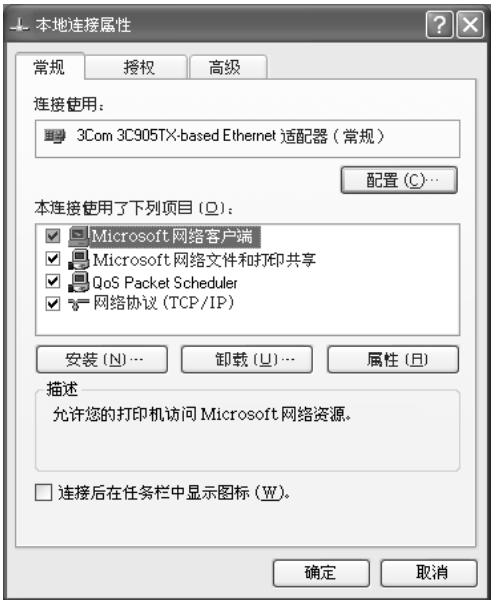 本地连接属性
常规 授权 高级
连接使用：
3Com 3C905TX-based Ethernet 适配器（常规）
配置 (C)…
本连接使用了下列项目 (O)：
Microsoft 网络客户端
Microsoft 网络文件和打印共享
QoS Packet Scheduler
网络协议 (TCP/IP)
安装 (N)… 卸载 (U)… 属性 (R)
描述
允许您的打印机访问 Microsoft 网络资源。
连接后在任务栏中显示图标 (W)。
确定 取消